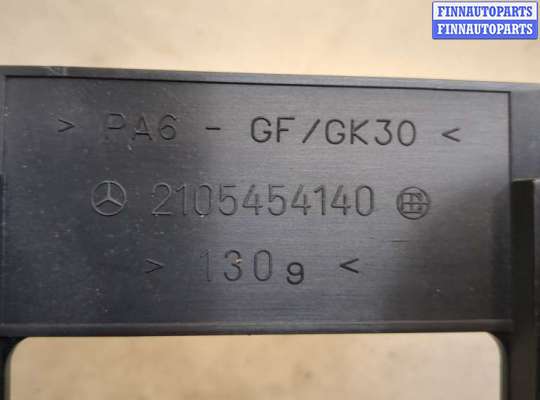 FINNAUTOPARTS
FINNAUTOPARTS
> PA6 - GF/GK30 <
2105454140
> 130g <